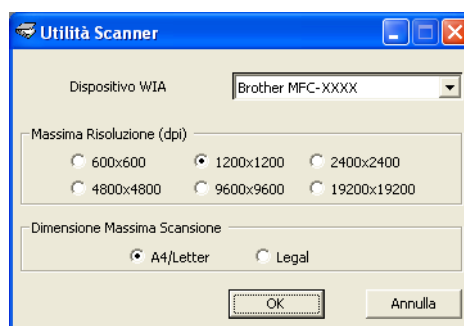 Utilità Scanner
Dispositivo WIA Brother MFC-XXXX
Massima Risoluzione (dpi)
600x600 1200x1200 2400x2400
4800x4800 9600x9600 19200x19200
Dimensione Massima Scansione
A4/Letter Legal
OK Annulla